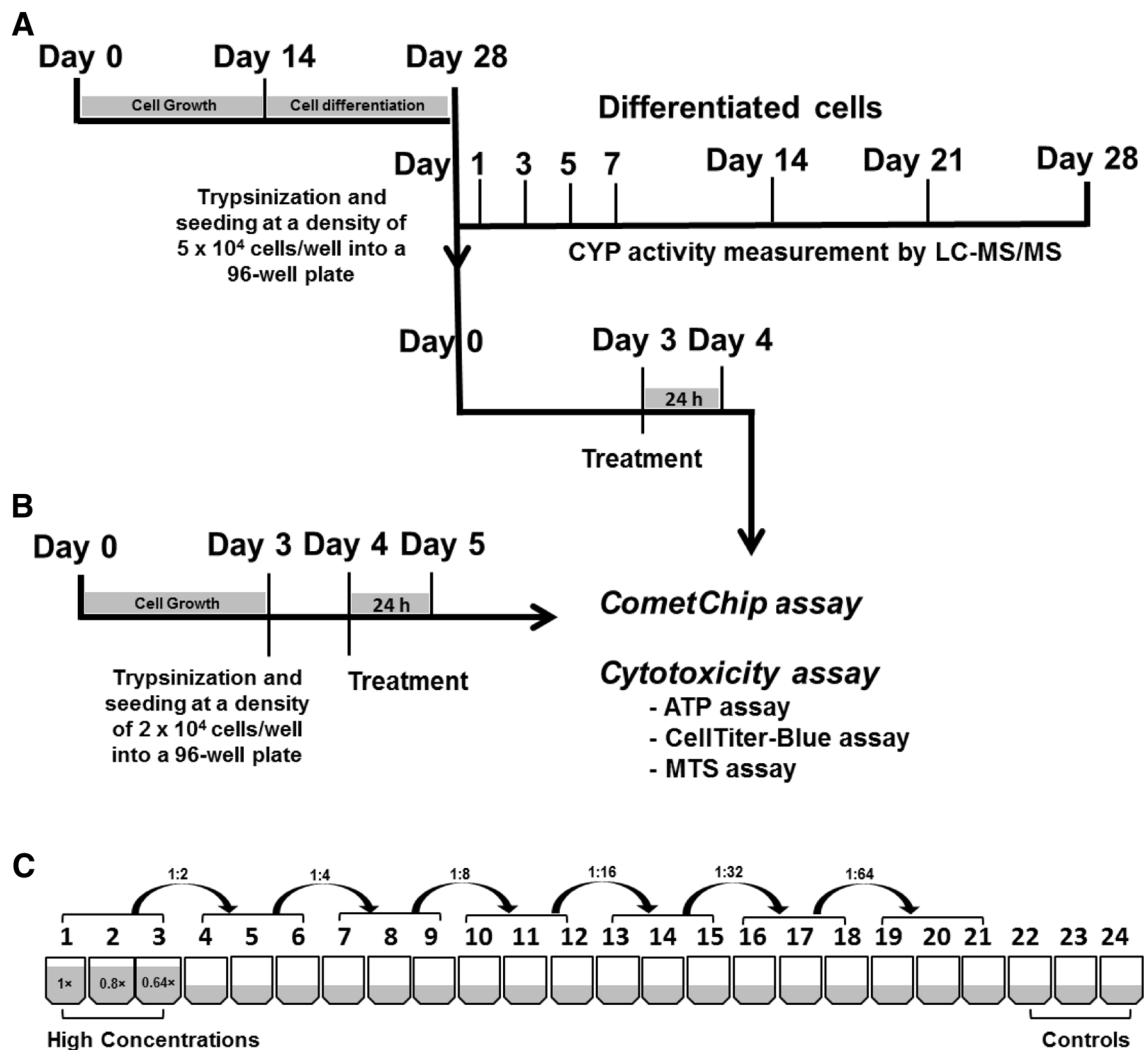 A
Day 0 Day 14 Day 28
Cell Growth Cell differentiation
Differentiated cells
Day 1 3 5 7 Day 14 Day 21 Day 28
Trypsinization and
seeding at a density of
5 x 10⁴ cells/well into a
96-well plate
CYP activity measurement by LC-MS/MS
Day 0 Day 3 Day 4
24 h
Treatment
B
Day 0 Day 3 Day 4 Day 5
Cell Growth 24 h
Trypsinization and
seeding at a density
of 2 x 10⁴ cells/well
into a 96-well plate
Treatment
CometChip assay
Cytotoxicity assay
- ATP assay
- CellTiter-Blue assay
- MTS assay
C
1:2 1:4 1:8 1:16 1:32 1:64
1 2 3 4 5 6 7 8 9 10 11 12 13 14 15 16 17 18 19 20 21 22 23 24
1× 0.8× 0.64×
High Concentrations Controls